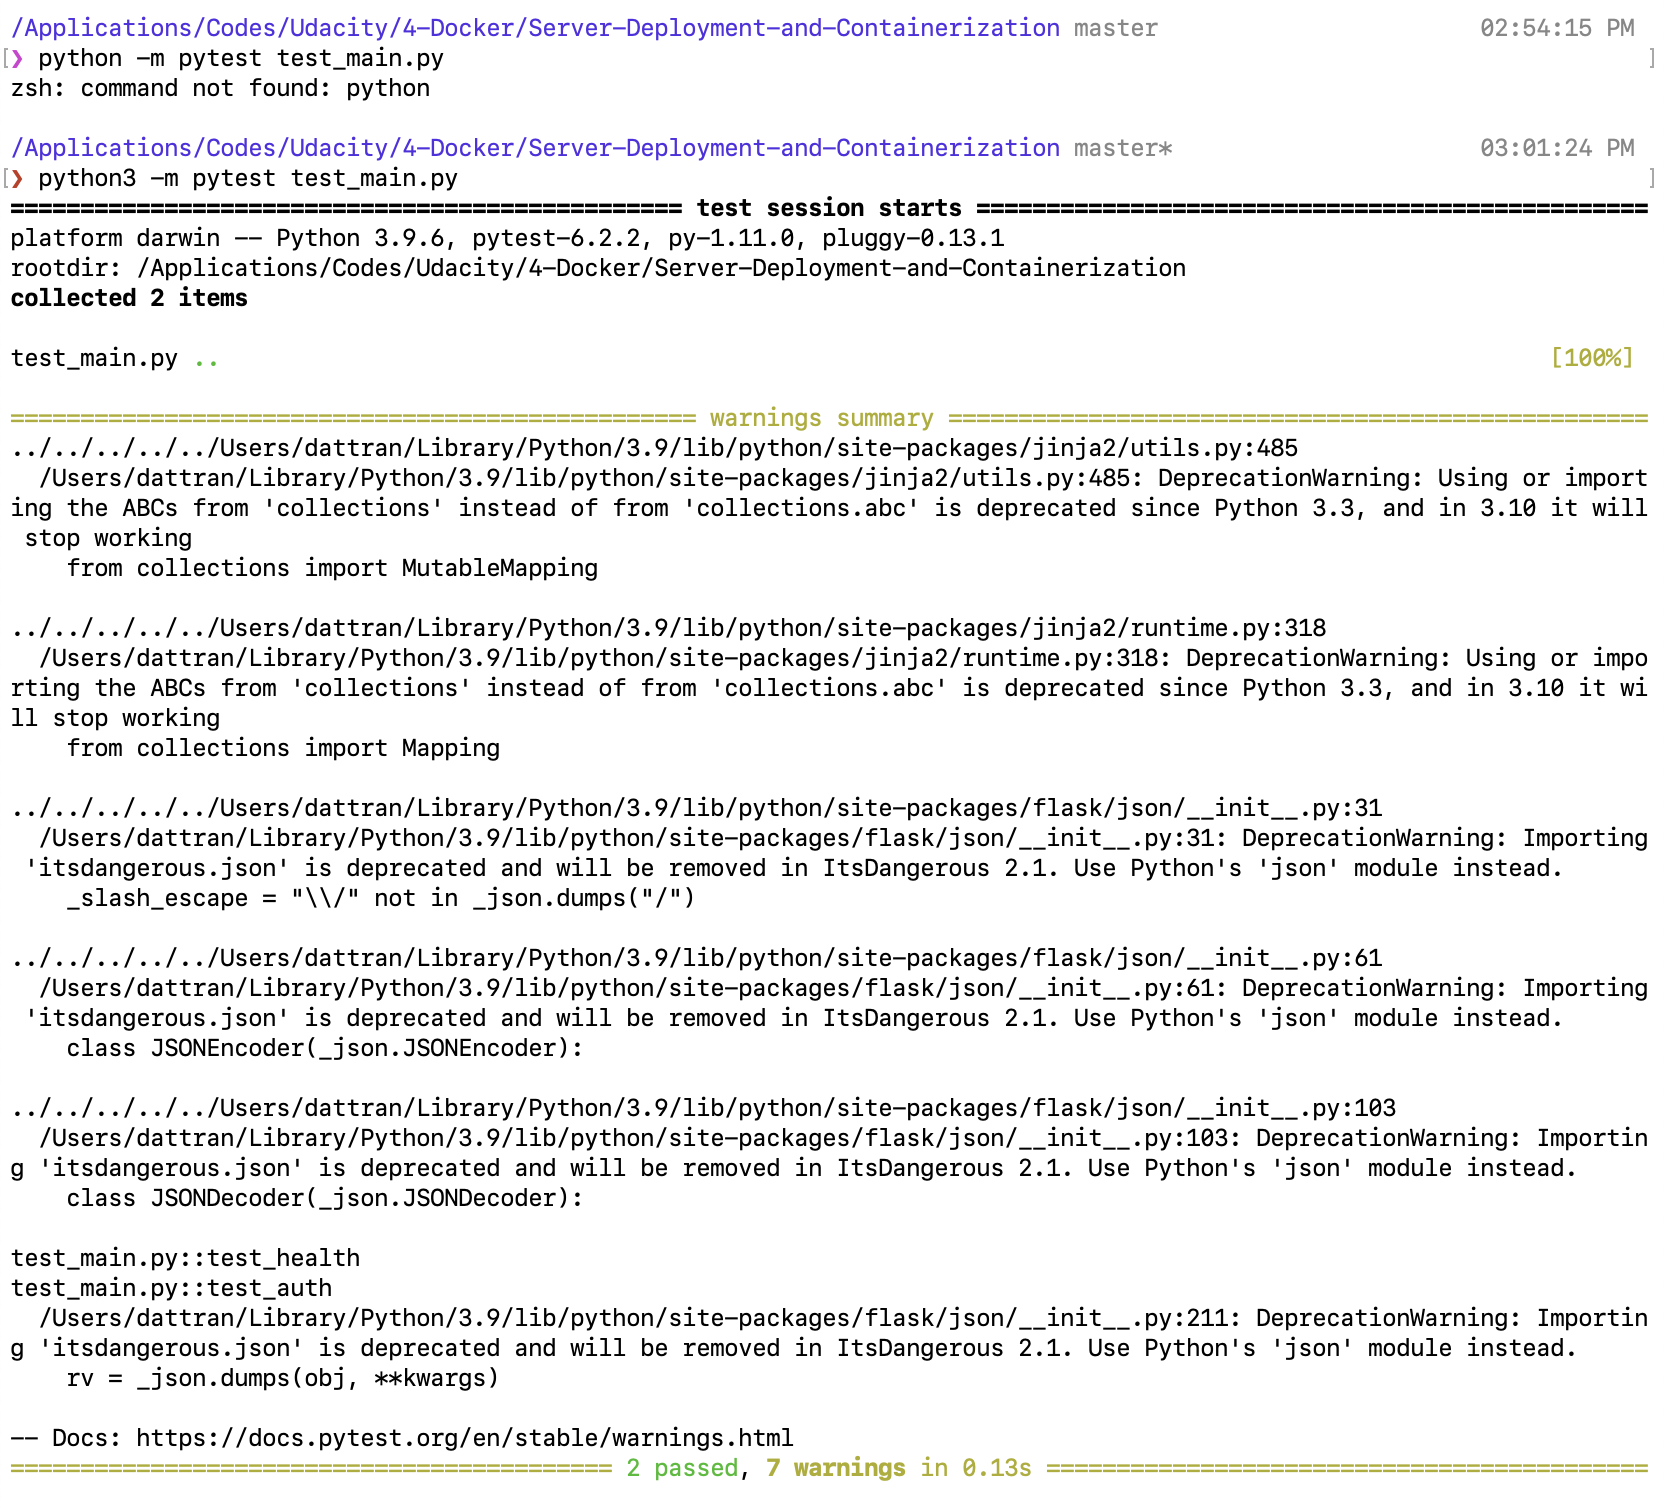 /Applications/Codes/Udacity/4-Docker/Server-Deployment-and-Containerization master 02:54:15 PM
[❯ python -m pytest test_main.py ]
zsh: command not found: python
/Applications/Codes/Udacity/4-Docker/Server-Deployment-and-Containerization master* 03:01:24 PM
[❯ python3 -m pytest test_main.py ]
================================================ test session starts ================================================
platform darwin -- Python 3.9.6, pytest-6.2.2, py-1.11.0, pluggy-0.13.1
rootdir: /Applications/Codes/Udacity/4-Docker/Server-Deployment-and-Containerization
collected 2 items
test_main.py .. [100%]
================================================= warnings summary ==================================================
../../../../../Users/dattran/Library/Python/3.9/lib/python/site-packages/jinja2/utils.py:485
/Users/dattran/Library/Python/3.9/lib/python/site-packages/jinja2/utils.py:485: DeprecationWarning: Using or import
ing the ABCs from 'collections' instead of from 'collections.abc' is deprecated since Python 3.3, and in 3.10 it will
stop working
from collections import MutableMapping
../../../../../Users/dattran/Library/Python/3.9/lib/python/site-packages/jinja2/runtime.py:318
/Users/dattran/Library/Python/3.9/lib/python/site-packages/jinja2/runtime.py:318: DeprecationWarning: Using or impo
rting the ABCs from 'collections' instead of from 'collections.abc' is deprecated since Python 3.3, and in 3.10 it wi
ll stop working
from collections import Mapping
../../../../../Users/dattran/Library/Python/3.9/lib/python/site-packages/flask/json/__init__.py:31
/Users/dattran/Library/Python/3.9/lib/python/site-packages/flask/json/__init__.py:31: DeprecationWarning: Importing
'itsdangerous.json' is deprecated and will be removed in ItsDangerous 2.1. Use Python's 'json' module instead.
_slash_escape = "\\/" not in _json.dumps("/")
../../../../../Users/dattran/Library/Python/3.9/lib/python/site-packages/flask/json/__init__.py:61
/Users/dattran/Library/Python/3.9/lib/python/site-packages/flask/json/__init__.py:61: DeprecationWarning: Importing
'itsdangerous.json' is deprecated and will be removed in ItsDangerous 2.1. Use Python's 'json' module instead.
class JSONEncoder(_json.JSONEncoder):
../../../../../Users/dattran/Library/Python/3.9/lib/python/site-packages/flask/json/__init__.py:103
/Users/dattran/Library/Python/3.9/lib/python/site-packages/flask/json/__init__.py:103: DeprecationWarning: Importin
g 'itsdangerous.json' is deprecated and will be removed in ItsDangerous 2.1. Use Python's 'json' module instead.
class JSONDecoder(_json.JSONDecoder):
test_main.py::test_health
test_main.py::test_auth
/Users/dattran/Library/Python/3.9/lib/python/site-packages/flask/json/__init__.py:211: DeprecationWarning: Importin
g 'itsdangerous.json' is deprecated and will be removed in ItsDangerous 2.1. Use Python's 'json' module instead.
rv = _json.dumps(obj, **kwargs)
-- Docs: https://docs.pytest.org/en/stable/warnings.html
=========================================== 2 passed, 7 warnings in 0.13s ===========================================